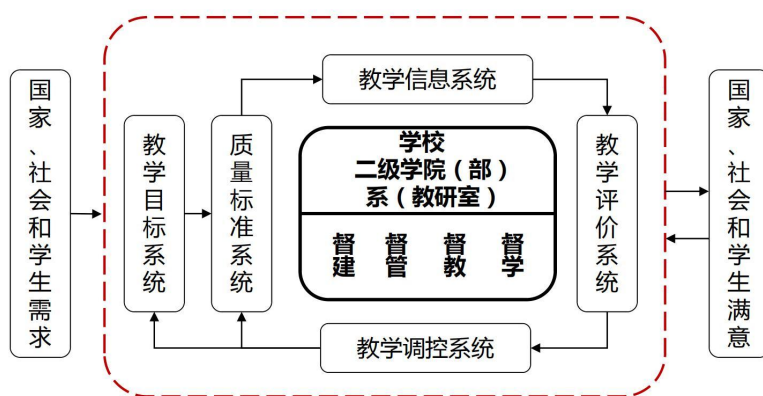 国家、社会和学生需求
教学目标系统
质量标准系统
教学信息系统
学校
二级学院（部）
系（教研室）
督建
督管
督教
督学
教学调控系统
教学评价系统
国家、社会和学生满意